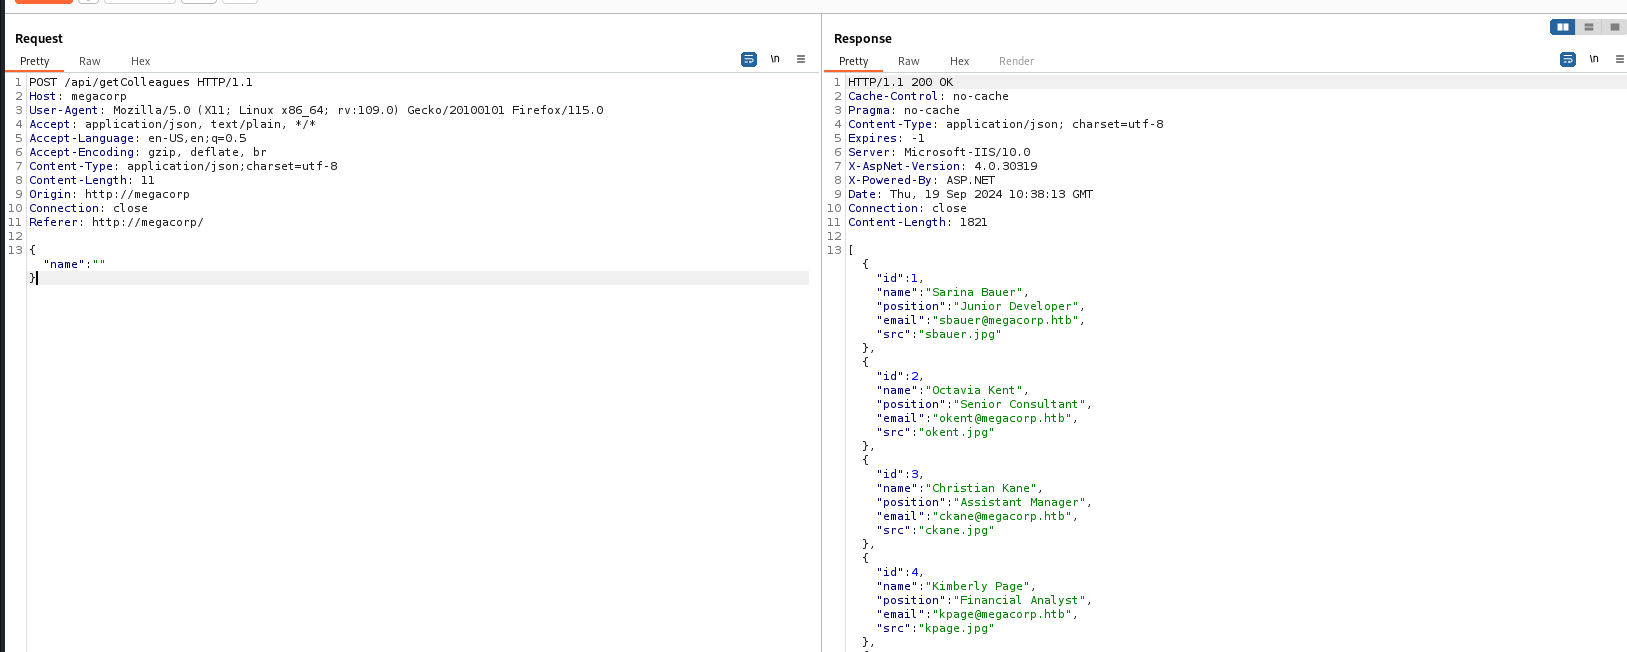 Request
Pretty Raw Hex
\n
1 POST /api/getColleagues HTTP/1.1
2 Host: megacorp
3 User-Agent: Mozilla/5.0 (X11; Linux x86_64; rv:109.0) Gecko/20100101 Firefox/115.0
4 Accept: application/json, text/plain, */*
5 Accept-Language: en-US,en;q=0.5
6 Accept-Encoding: gzip, deflate, br
7 Content-Type: application/json;charset=utf-8
8 Content-Length: 11
9 Origin: http://megacorp
10 Connection: close
11 Referer: http://megacorp/
12
13 {
"name":""
}
Response
Pretty Raw Hex Render
\n
1 HTTP/1.1 200 OK
2 Cache-Control: no-cache
3 Pragma: no-cache
4 Content-Type: application/json; charset=utf-8
5 Expires: -1
6 Server: Microsoft-IIS/10.0
7 X-AspNet-Version: 4.0.30319
8 X-Powered-By: ASP.NET
9 Date: Thu, 19 Sep 2024 10:38:13 GMT
10 Connection: close
11 Content-Length: 1821
12
13 [
{
"id":1,
"name":"Sarina Bauer",
"position":"Junior Developer",
"email":"sbauer@megacorp.htb",
"src":"sbauer.jpg"
},
{
"id":2,
"name":"Octavia Kent",
"position":"Senior Consultant",
"email":"okent@megacorp.htb",
"src":"okent.jpg"
},
{
"id":3,
"name":"Christian Kane",
"position":"Assistant Manager",
"email":"ckane@megacorp.htb",
"src":"ckane.jpg"
},
{
"id":4,
"name":"Kimberly Page",
"position":"Financial Analyst",
"email":"kpage@megacorp.htb",
"src":"kpage.jpg"
},